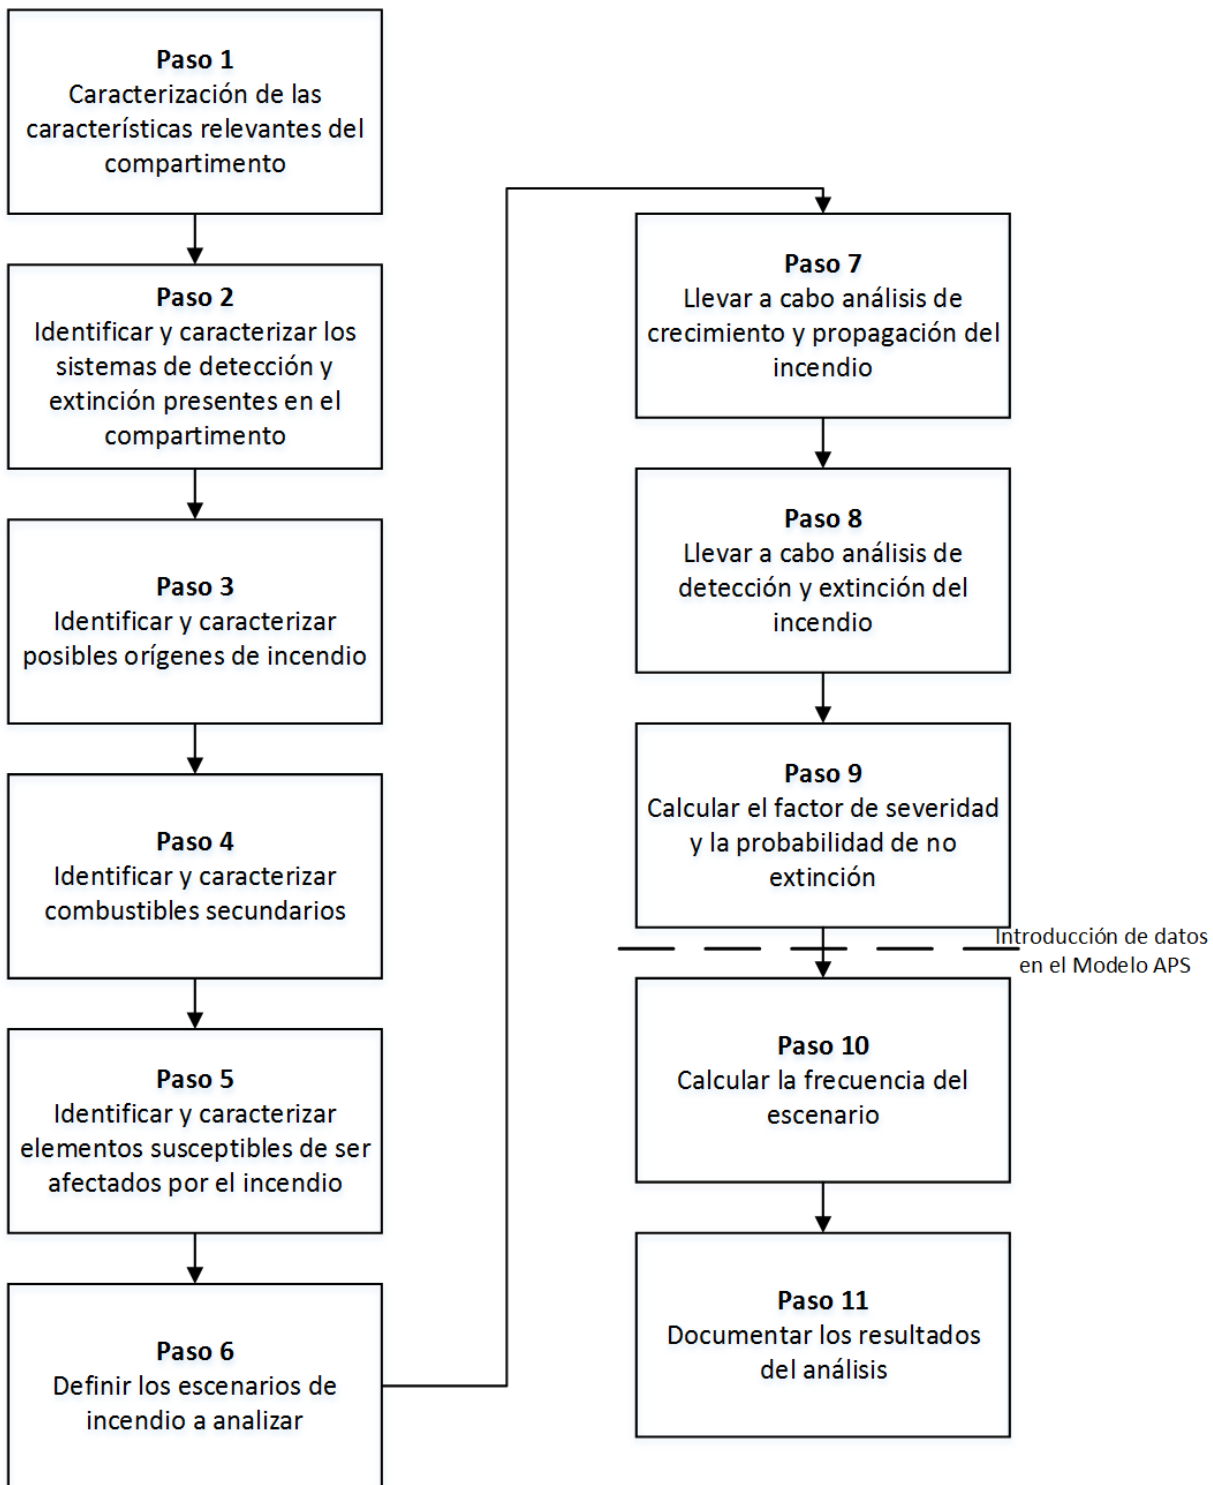 Paso 1
Caracterización de las
características relevantes del
compartimento
Paso 2
Identificar y caracterizar los
sistemas de detección y
extinción presentes en el
compartimento
Paso 3
Identificar y caracterizar
posibles orígenes de incendio
Paso 4
Identificar y caracterizar
combustibles secundarios
Paso 5
Identificar y caracterizar
elementos susceptibles de ser
afectados por el incendio
Paso 6
Definir los escenarios de
incendio a analizar
Paso 7
Llevar a cabo análisis de
crecimiento y propagación del
incendio
Paso 8
Llevar a cabo análisis de
detección y extinción del
incendio
Paso 9
Calcular el factor de severidad
y la probabilidad de no
extinción
Introducción de datos
en el Modelo APS
Paso 10
Calcular la frecuencia del
escenario
Paso 11
Documentar los resultados
del análisis